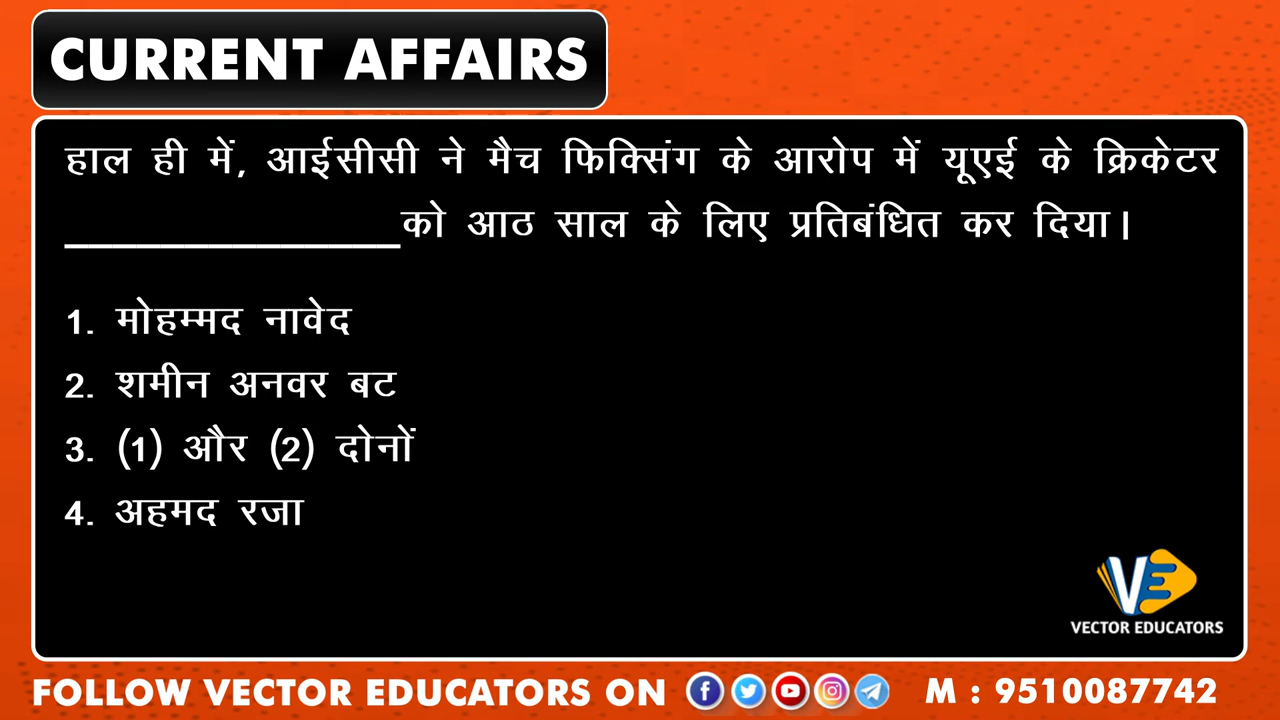 CURRENT AFFAIRS
हाल ही में, आईसीसी ने मैच फिक्सिंग के आरोप में यूएई के क्रिकेटर
______________को आठ साल के लिए प्रतिबंधित कर दिया।
1. मोहम्मद नावेद
2. शमीन अनवर बट
3. (1) और (2) दोनों
4. अहमद रजा
VE
VECTOR EDUCATORS
FOLLOW VECTOR EDUCATORS ON M : 9510087742